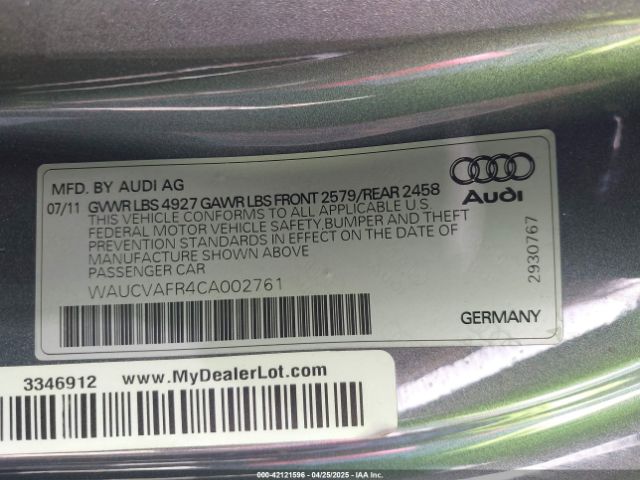 MFD. BY AUDI AG
07/11 GVWR LBS 4927 GAWR LBS FRONT 2579/REAR 2458
THIS VEHICLE CONFORMS TO ALL APPLICABLE U.S.
FEDERAL MOTOR VEHICLE SAFETY,BUMPER AND THEFT
PREVENTION STANDARDS IN EFFECT ON THE DATE OF
MANUFACTURE SHOWN ABOVE
PASSENGER CAR
WAUCVAFR4CA002761
Audi
2930767
GERMANY
3346912 www.MyDealerLot.com
000-42121596 - 04/25/2025 - IAAI.COM